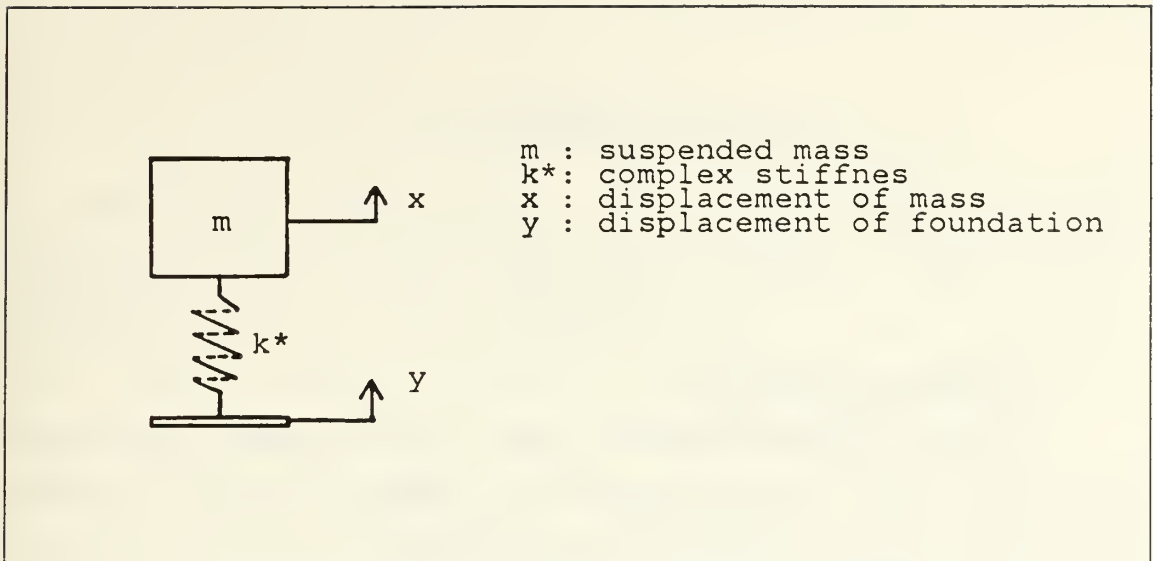 m : suspended mass
k*: complex stiffnes
x : displacement of mass
y : displacement of foundation
x
m
k*
y